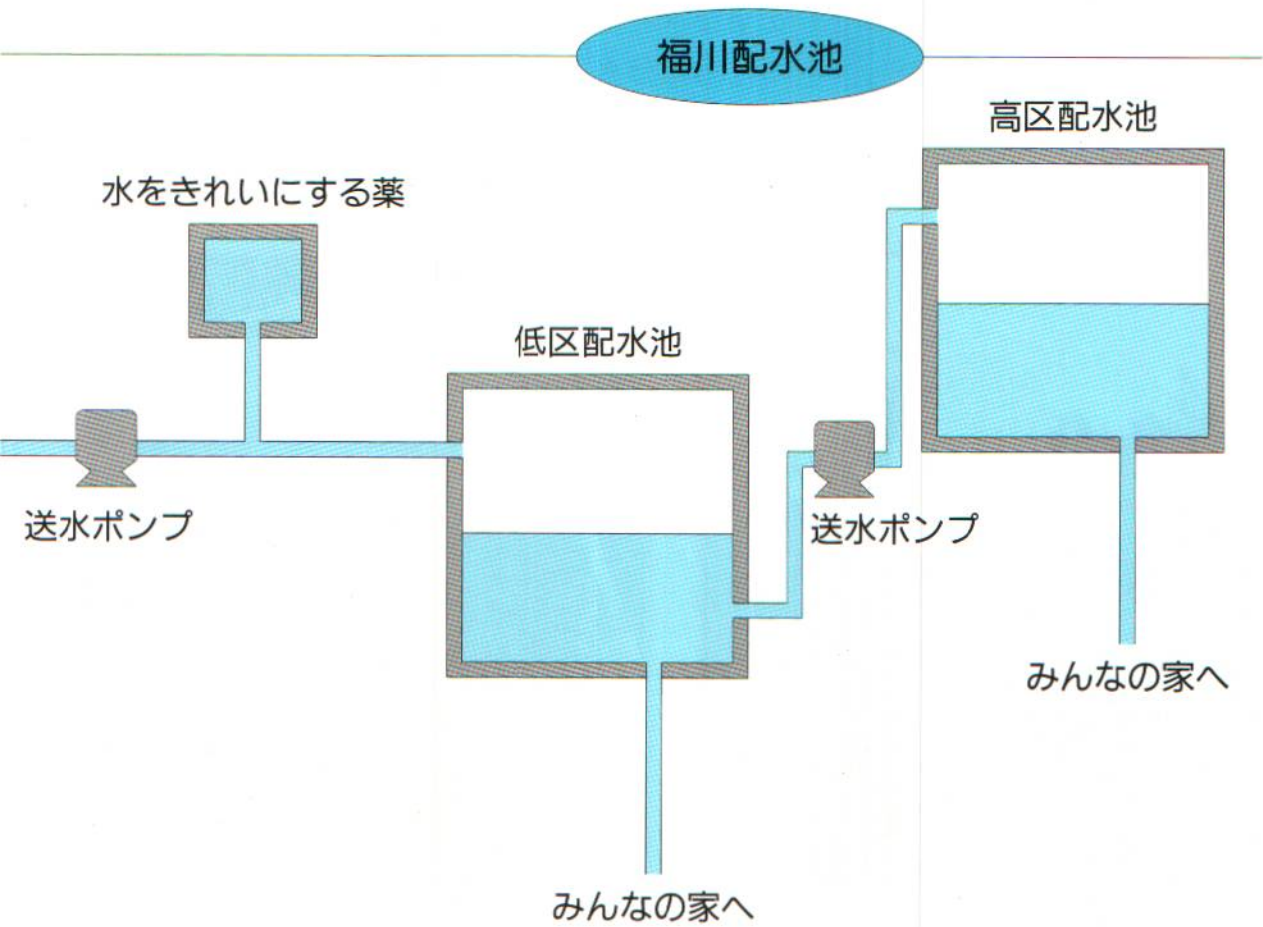 福川配水池
高区配水池
水をきれいにする薬
低区配水池
送水ポンプ
送水ポンプ
みんなの家へ
みんなの家へ